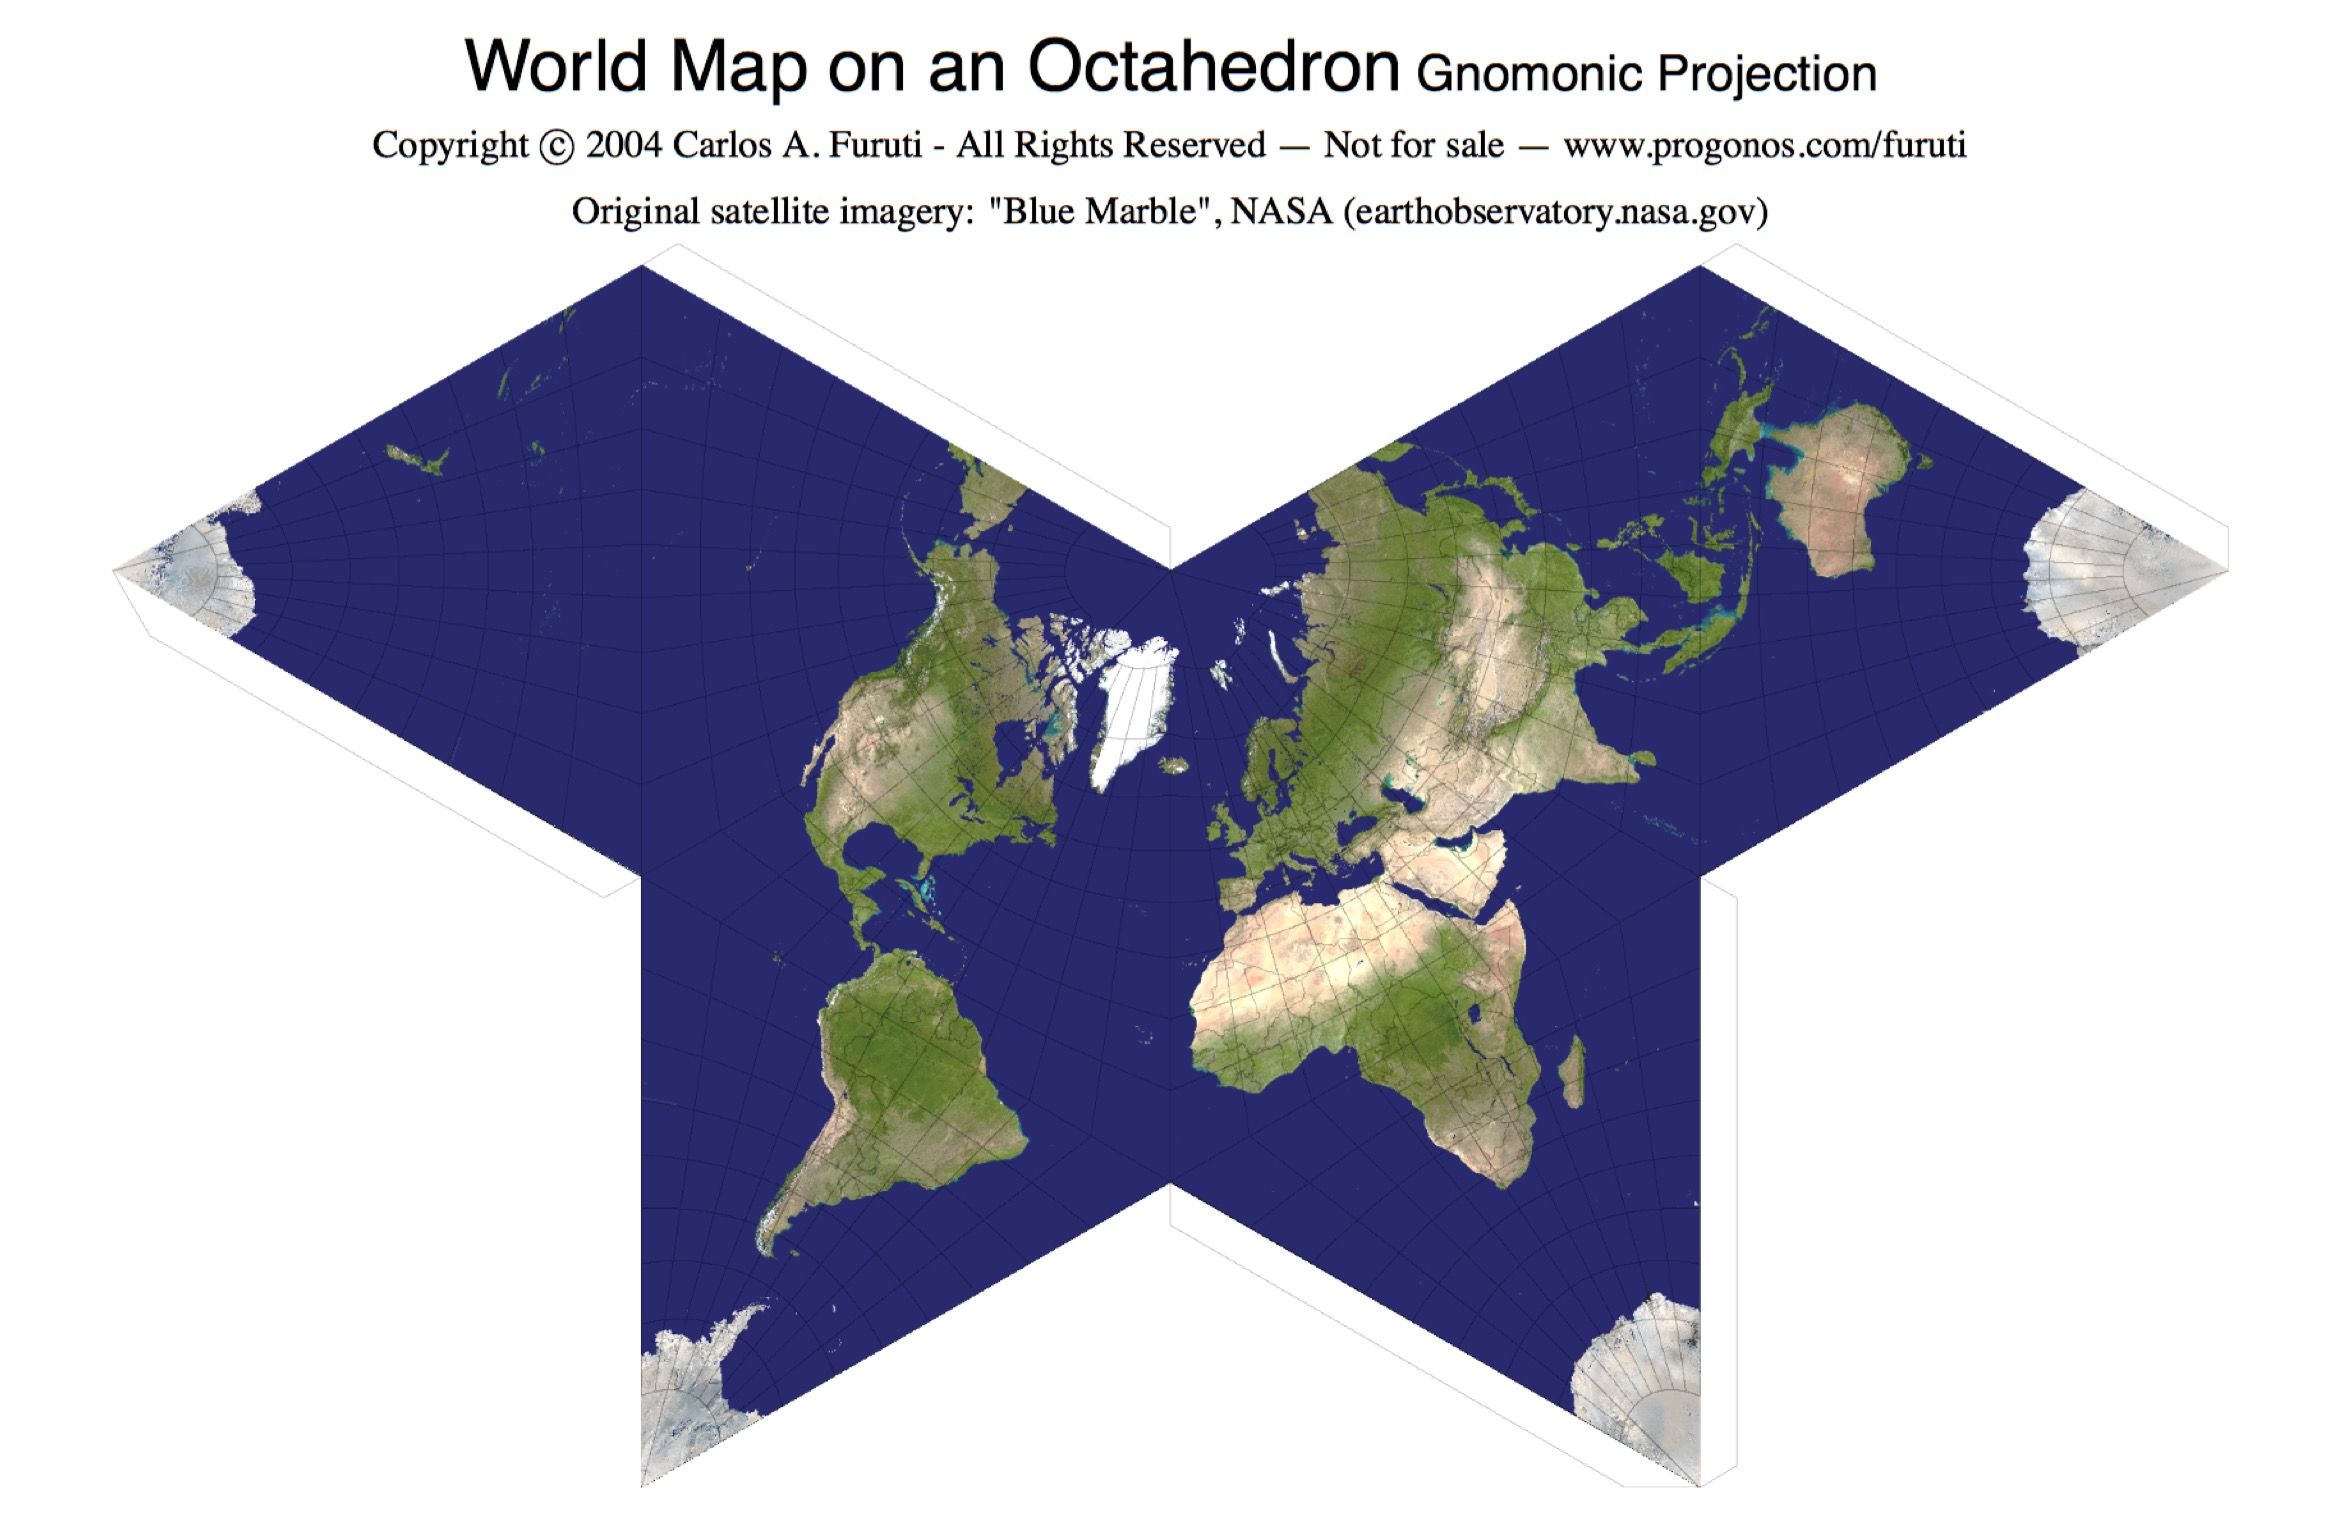 World Map on an Octahedron Gnomonic Projection
Copyright © 2004 Carlos A. Furuti - All Rights Reserved — Not for sale — www.progonos.com/furuti
Original satellite imagery: "Blue Marble", NASA (earthobservatory.nasa.gov)